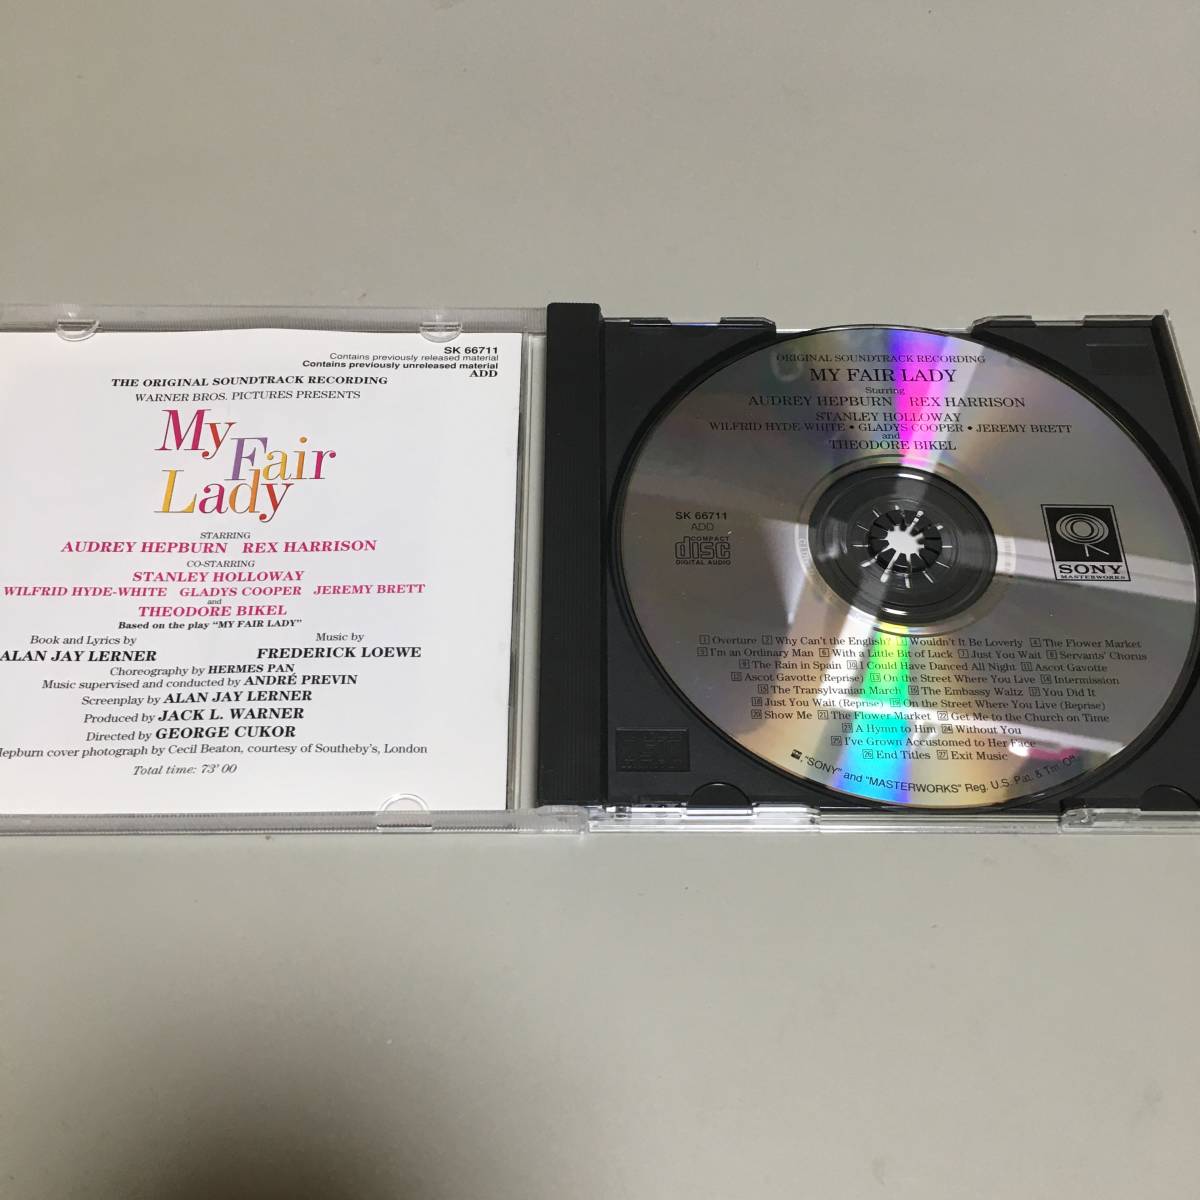 SK 66711
Contains previously released material
Contains previously unreleased material
ADD
THE ORIGINAL SOUNDTRACK RECORDING
WARNER BROS. PICTURES PRESENTS
My
Fair
Lady
STARRING
AUDREY HEPBURN REX HARRISON
CO-STARRING
STANLEY HOLLOWAY
WILFRID HYDE-WHITE GLADYS COOPER JEREMY BRETT
and
THEODORE BIKEL
Based on the play "MY FAIR LADY"
Book and Lyrics by
ALAN JAY LERNER
Music by
FREDERICK LOEWE
Choreography by HERMES PAN
Music supervised and conducted by ANDRÉ PREVIN
Screenplay by ALAN JAY LERNER
Produced by JACK L. WARNER
Directed by GEORGE CUKOR
Hepburn cover photograph by Cecil Beaton, courtesy of Southeby's, London
Total time: 73' 00
ORIGINAL SOUNDTRACK RECORDING
MY FAIR LADY
Starring
AUDREY HEPBURN REX HARRISON
STANLEY HOLLOWAY
WILFRID HYDE-WHITE • GLADYS COOPER • JEREMY BRETT
and
THEODORE BIKEL
SK 66711
ADD
COMPACT
disc
DIGITAL AUDIO
SONY
MASTERWORKS
1 Overture 2 Why Can't the English? 3 Wouldn't It Be Loverly 4 The Flower Market
5 I'm an Ordinary Man 6 With a Little Bit of Luck 7 Just You Wait 8 Servants' Chorus
9 The Rain in Spain 10 I Could Have Danced All Night 11 Ascot Gavotte
12 Ascot Gavotte (Reprise) 13 On the Street Where You Live 14 Intermission
15 The Transylvanian March 16 The Embassy Waltz 17 You Did It
18 Just You Wait (Reprise) 19 On the Street Where You Live (Reprise)
20 Show Me 21 The Flower Market 22 Get Me to the Church on Time
23 A Hymn to Him 24 Without You
25 I've Grown Accustomed to Her Face
26 End Titles 27 Exit Music
"SONY" and "MASTERWORKS" Reg. U.S. Pat. & Tm. Off.